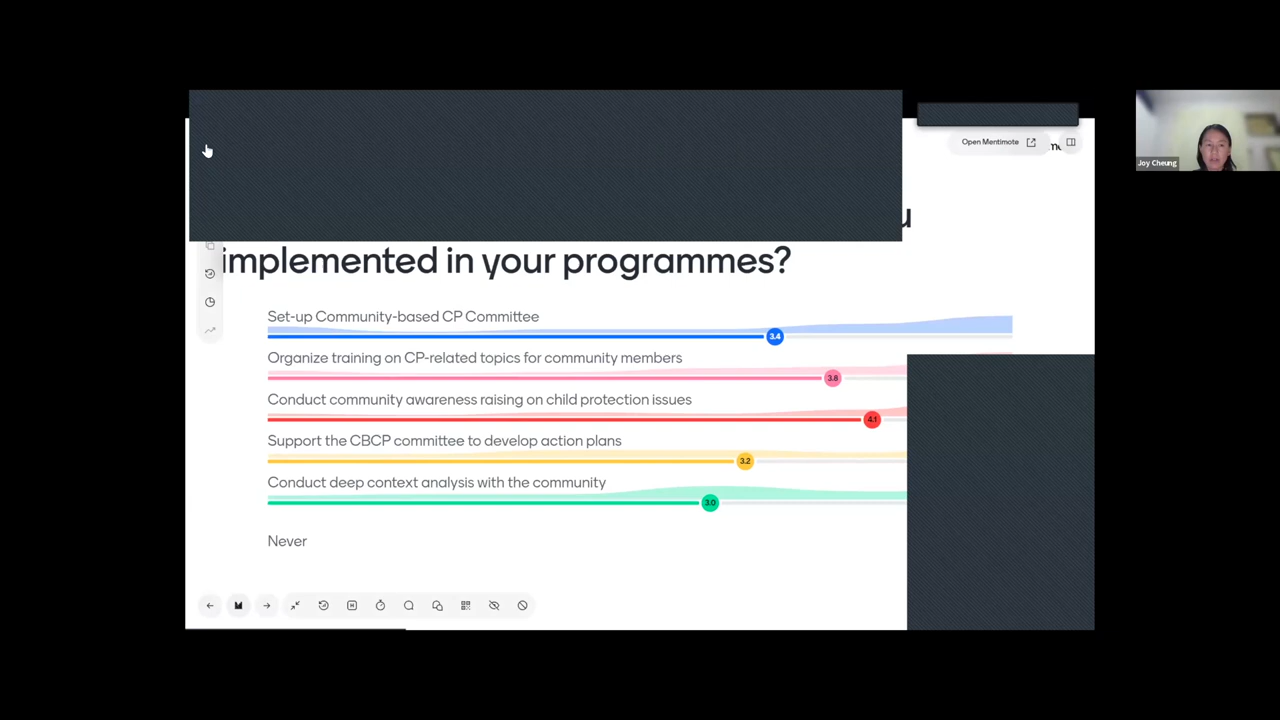 Open Mentimote
implemented in your programmes?
Set-up Community-based CP Committee
3.4
Organize training on CP-related topics for community members
3.8
Conduct community awareness raising on child protection issues
4.1
Support the CBCP committee to develop action plans
3.2
Conduct deep context analysis with the community
3.0
Never
Joy Cheung